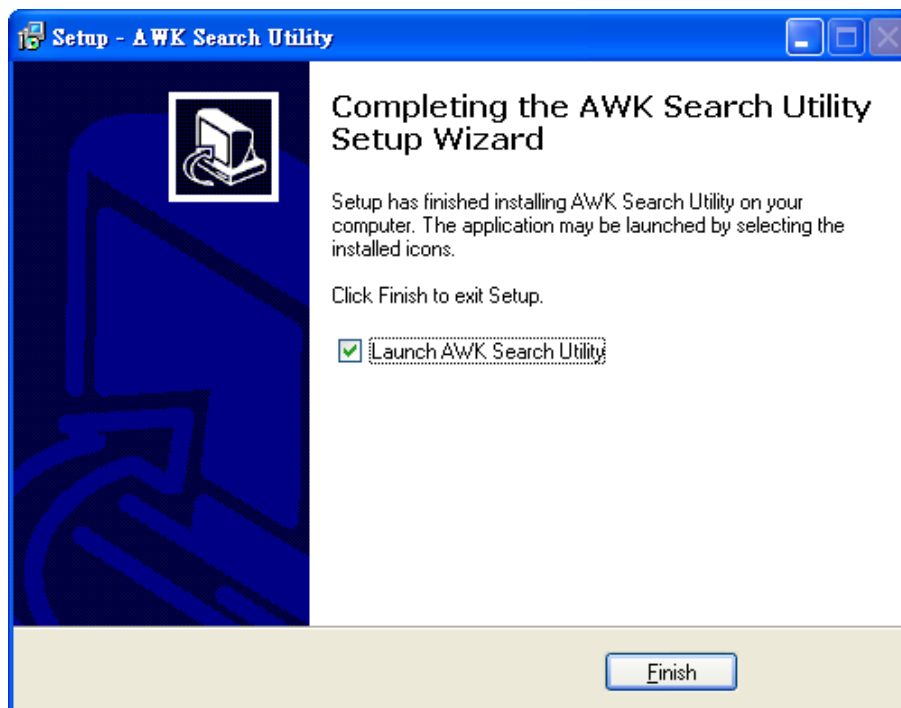 Setup - AWK Search Utility
Completing the AWK Search Utility
Setup Wizard
Setup has finished installing AWK Search Utility on your
computer. The application may be launched by selecting the
installed icons.
Click Finish to exit Setup.
Launch AWK Search Utility
Finish